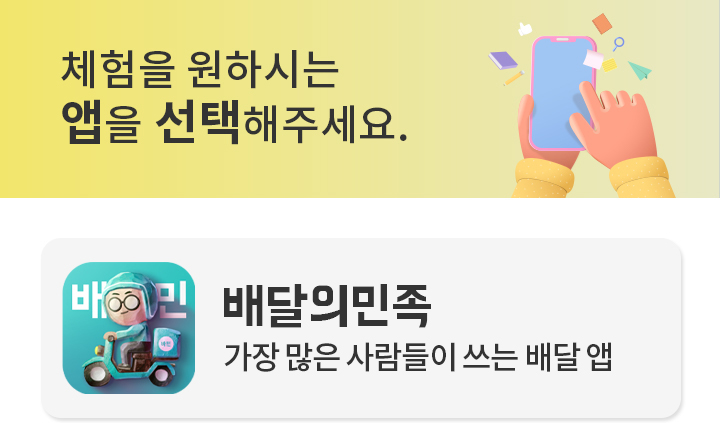 체험을 원하시는
앱을 선택해주세요.
배 민
배달의민족
가장 많은 사람들이 쓰는 배달 앱